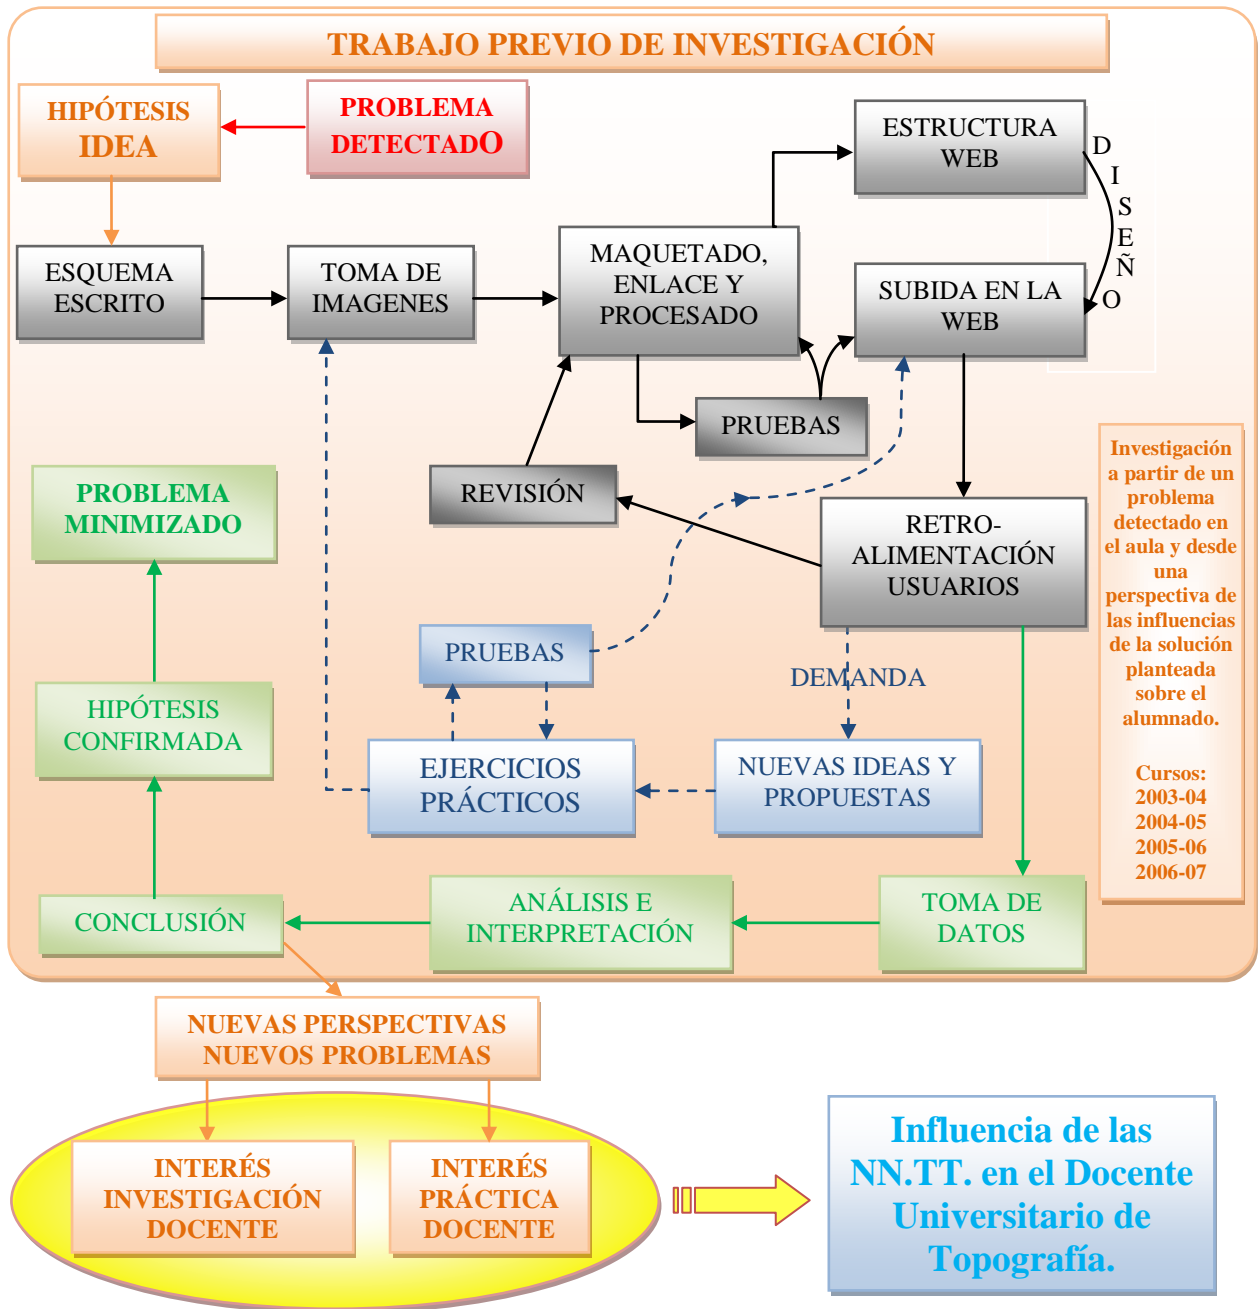 TRABAJO PREVIO DE INVESTIGACIÓN
HIPÓTESIS
IDEA
PROBLEMA
DETECTADO
ESTRUCTURA
WEB
DISEÑO
ESQUEMA
ESCRITO
TOMA DE
IMAGENES
MAQUETADO,
ENLACE Y
PROCESADO
SUBIDA EN LA
WEB
PRUEBAS
REVISIÓN
PROBLEMA
MINIMIZADO
RETRO-
ALIMENTACIÓN
USUARIOS
Investigación
a partir de un
problema
detectado en
el aula y desde
una
perspectiva de
las influencias
de la solución
planteada
sobre el
alumnado.
Cursos:
2003-04
2004-05
2005-06
2006-07
PRUEBAS
DEMANDA
HIPÓTESIS
CONFIRMADA
EJERCICIOS
PRÁCTICOS
NUEVAS IDEAS Y
PROPUESTAS
CONCLUSIÓN
ANÁLISIS E
INTERPRETACIÓN
TOMA DE
DATOS
NUEVAS PERSPECTIVAS
NUEVOS PROBLEMAS
INTERÉS
INVESTIGACIÓN
DOCENTE
INTERÉS
PRÁCTICA
DOCENTE
Influencia de las
NN.TT. en el Docente
Universitario de
Topografía.